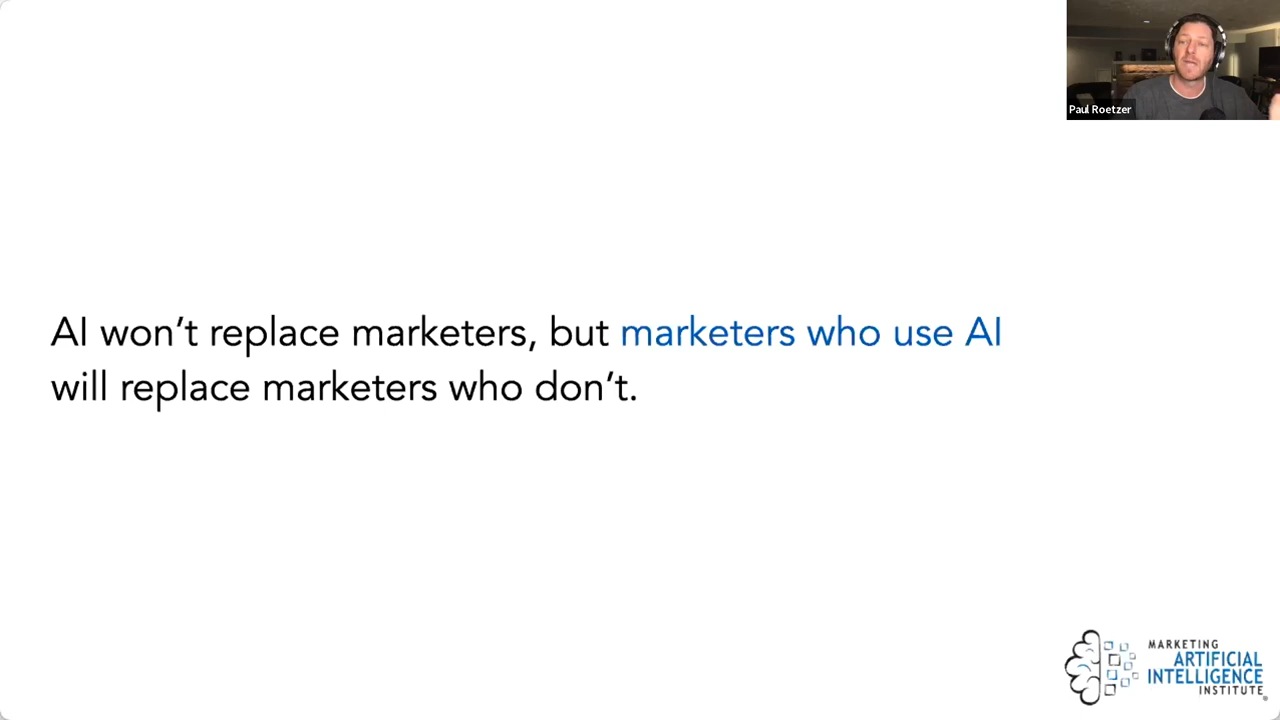 Paul Roetzer
AI won’t replace marketers, but marketers who use AI
will replace marketers who don’t.
MARKETING
ARTIFICIAL
INTELLIGENCE
INSTITUTE®